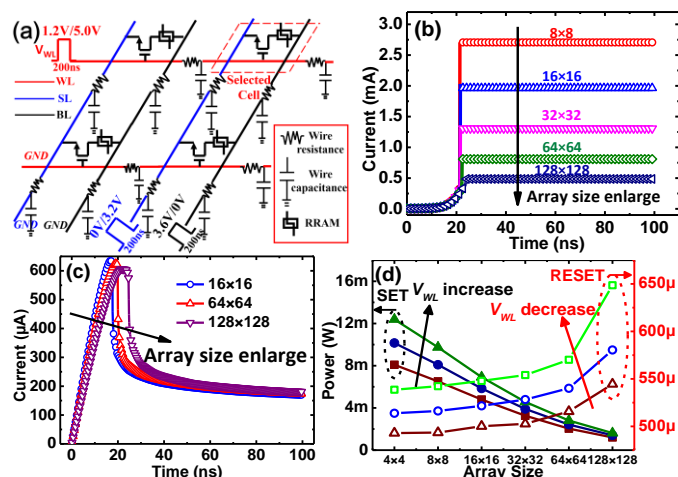 (a)
1.2V/5.0V
V_WL
200ns
WL
SL
BL
Selected
Cell
GND
GND
GND
0V/3.2V
200ns
3.6V/0V
200ns
Wire
resistance
Wire
capacitance
RRAM
(b)
Current (mA)
3.0
2.5
2.0
1.5
1.0
0.5
0.0
8×8
16×16
32×32
64×64
128×128
Array size enlarge
0 20 40 60 80 100
Time (ns)
(c)
Current (μA)
600
500
400
300
200
100
0
16×16
64×64
128×128
Array size enlarge
0 20 40 60 80 100
Time (ns)
(d)
Power (W)
16m
12m
8m
4m
0
SET
V_WL increase
RESET
V_WL decrease
650μ
600μ
550μ
500μ
4×4 8×8 16×16 32×32 64×64 128×128
Array Size